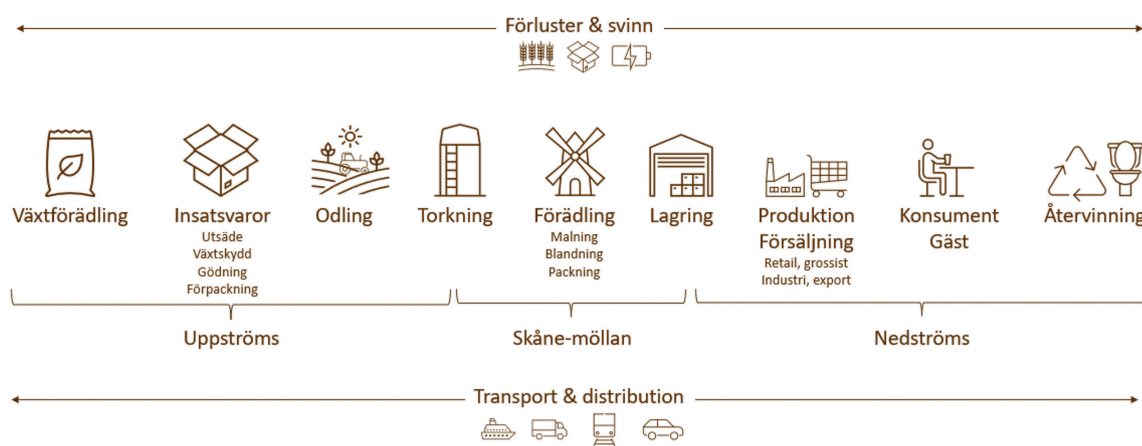 Förluster & svinn
Växtförädling
Insatsvaror
Utsäde
Växtskydd
Gödning
Förpackning
Odling
Torkning
Förädling
Malning
Blandning
Packning
Lagring
Produktion
Försäljning
Retail, grossist
Industri, export
Konsument
Gäst
Återvinning
Uppströms
Skåne-möllan
Nedströms
Transport & distribution